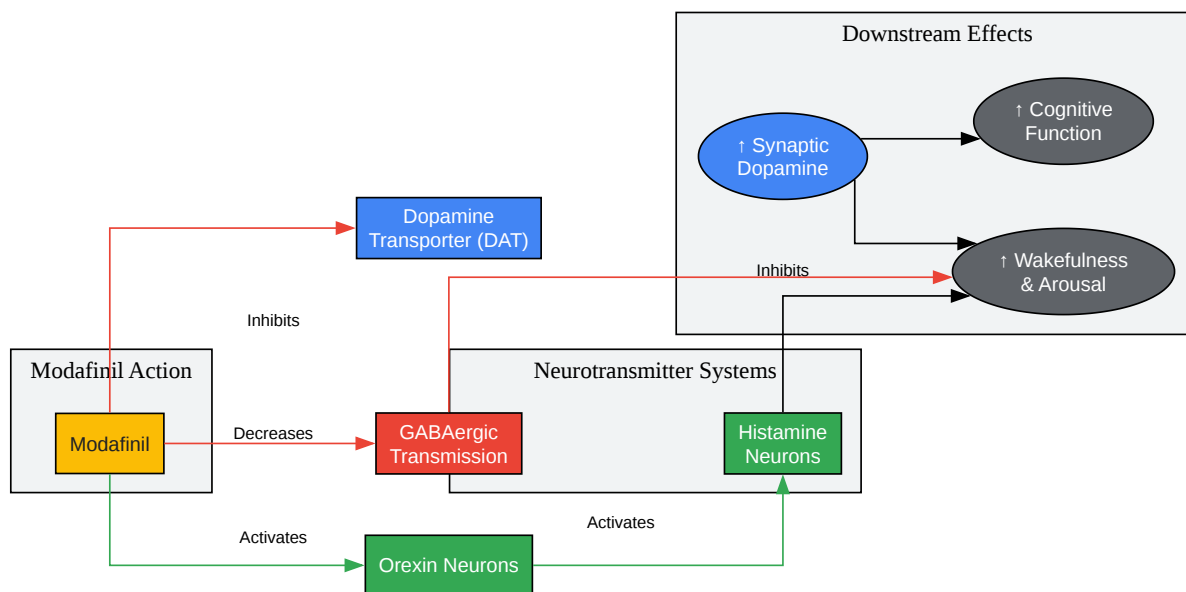 Downstream Effects
↑ Cognitive
Function
↑ Synaptic
Dopamine
Dopamine
Transporter (DAT)
↑ Wakefulness
& Arousal
Inhibits
Inhibits
Modafinil Action
Neurotransmitter Systems
Modafinil
Decreases
GABAergic
Transmission
Histamine
Neurons
Activates
Activates
Orexin Neurons